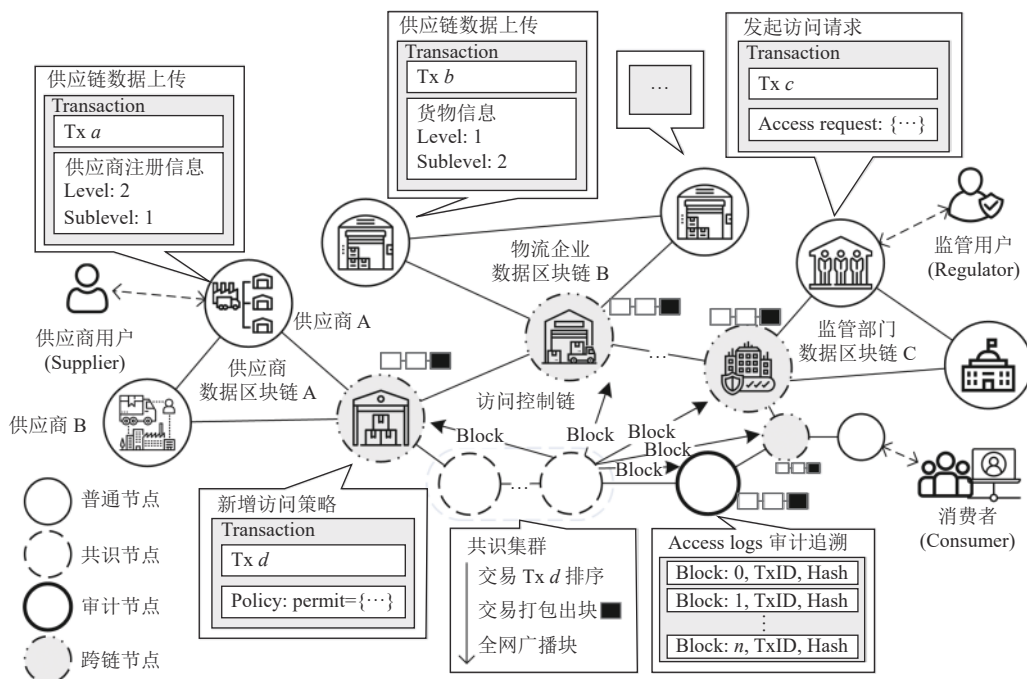 供应链数据上传
Transaction
Tx a
供应商注册信息
Level: 2
Sublevel: 1
供应链数据上传
Transaction
Tx b
货物信息
Level: 1
Sublevel: 2
…
发起访问请求
Transaction
Tx c
Access request: {…}
监管用户
(Regulator)
物流企业
数据区块链 B
供应商用户
(Supplier)
供应商 A
供应商
数据区块链 A
供应商 B
监管部门
数据区块链 C
…
访问控制链
Block
Block
Block
Block
Block
…
普通节点
共识节点
审计节点
跨链节点
新增访问策略
Transaction
Tx d
Policy: permit={…}
共识集群
交易 Tx d 排序
交易打包出块
全网广播块
Access logs 审计追溯
Block: 0, TxID, Hash
Block: 1, TxID, Hash
⋮
Block: n, TxID, Hash
消费者
(Consumer)